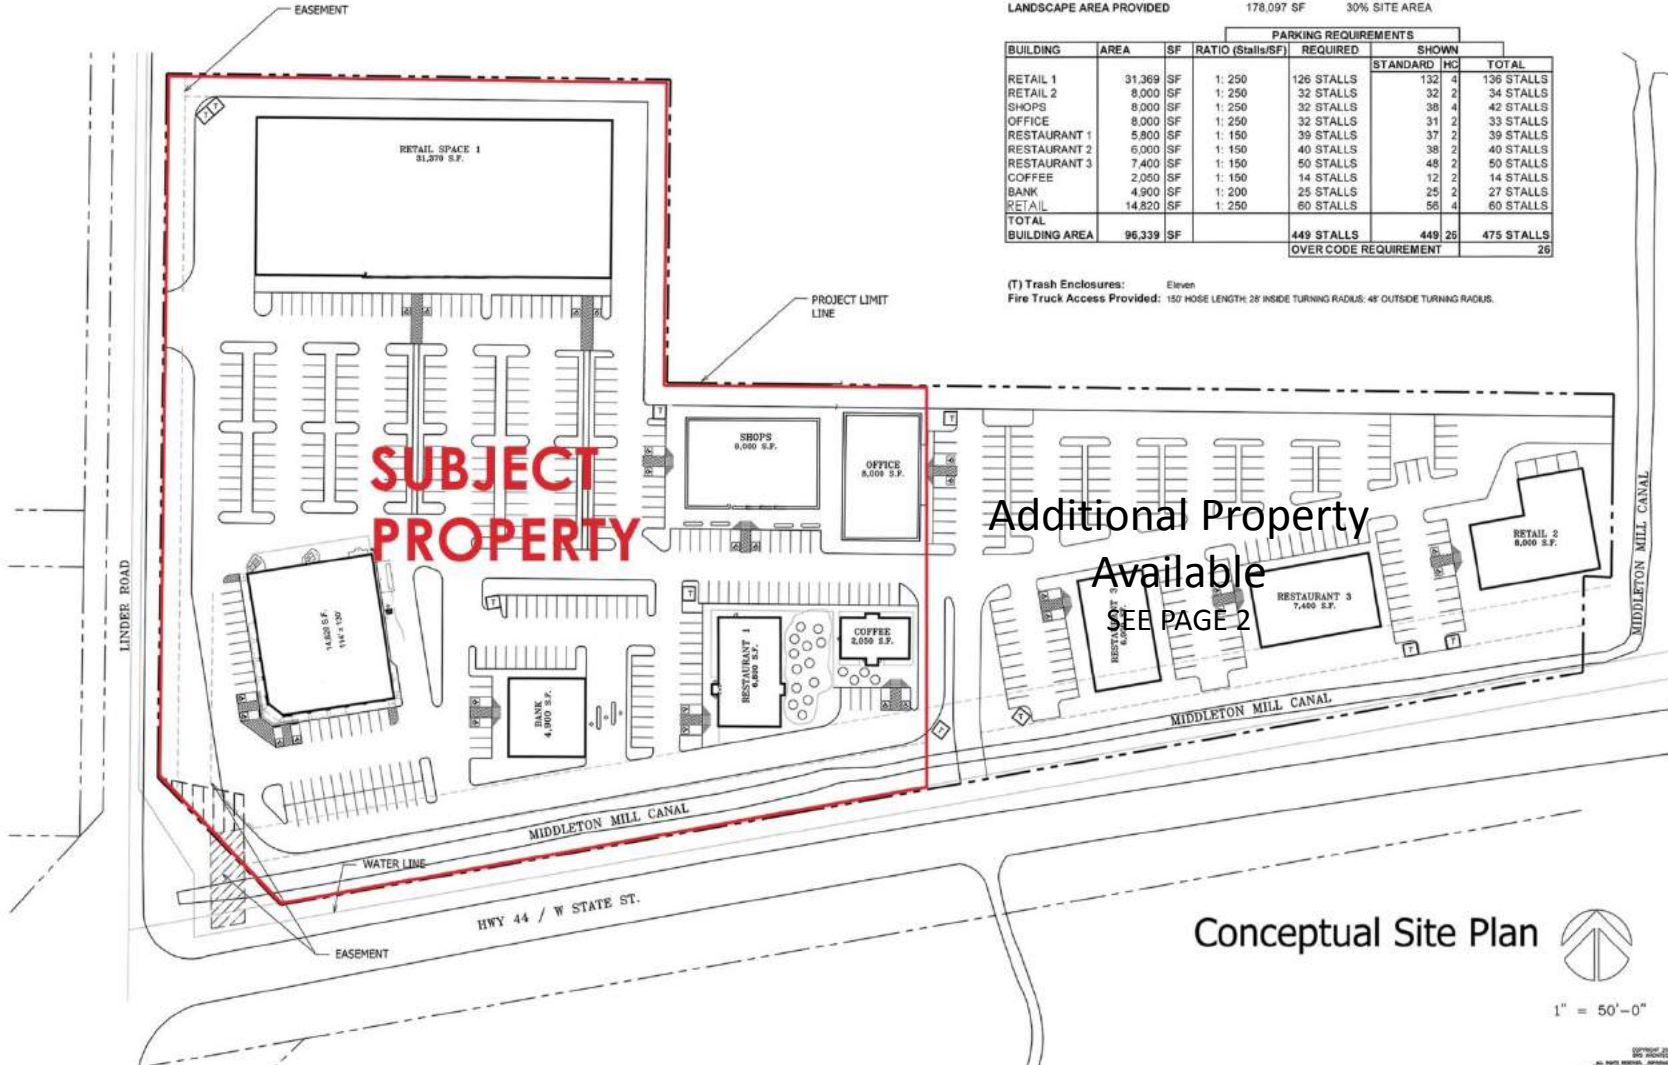 EASEMENT
LANDSCAPE AREA PROVIDED 178,097 SF 30% SITE AREA
PARKING REQUIREMENTS
BUILDING AREA SF RATIO (Stalls/SF) REQUIRED SHOWN
STANDARD HC TOTAL
RETAIL 1 31,369 SF 1: 250 126 STALLS 132 4 136 STALLS
RETAIL 2 8,000 SF 1: 250 32 STALLS 32 2 34 STALLS
SHOPS 8,000 SF 1: 250 32 STALLS 38 4 42 STALLS
OFFICE 8,000 SF 1: 250 32 STALLS 31 2 33 STALLS
RESTAURANT 1 5,800 SF 1: 150 39 STALLS 37 2 39 STALLS
RESTAURANT 2 6,000 SF 1: 150 40 STALLS 38 2 40 STALLS
RESTAURANT 3 7,400 SF 1: 150 50 STALLS 48 2 50 STALLS
COFFEE 2,050 SF 1: 150 14 STALLS 12 2 14 STALLS
BANK 4,900 SF 1: 200 25 STALLS 25 2 27 STALLS
RETAIL 14,820 SF 1: 250 60 STALLS 56 4 60 STALLS
TOTAL
BUILDING AREA 96,339 SF 449 STALLS 449 26 475 STALLS
OVER CODE REQUIREMENT 26
(T) Trash Enclosures: Eleven
Fire Truck Access Provided: 150' HOSE LENGTH; 28' INSIDE TURNING RADIUS; 48' OUTSIDE TURNING RADIUS.
RETAIL SPACE 1
31,370 S.F.
PROJECT LIMIT
LINE
SHOPS
8,000 S.F.
OFFICE
8,000 S.F.
SUBJECT
PROPERTY
Additional Property
Available
SEE PAGE 2
RETAIL 2
8,000 S.F.
RESTAURANT 3
7,400 S.F.
LINDER ROAD
MIDDLETON MILL CANAL
14,820 S.F.
114' x 130'
RESTAURANT 1
COFFEE
2,050 S.F.
BANK
4,900 S.F.
MIDDLETON MILL CANAL
MIDDLETON MILL CANAL
WATER LINE
HWY 44 / W STATE ST.
EASEMENT
Conceptual Site Plan
1" = 50'-0"